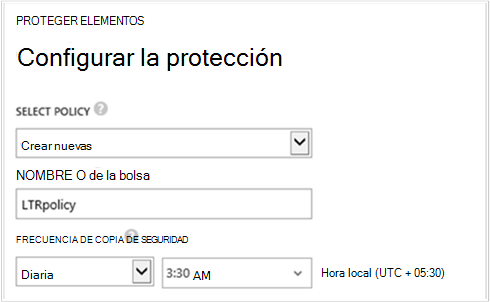 PROTEGER ELEMENTOS
Configurar la protección
SELECT POLICY ?
Crear nuevas
NOMBRE O de la bolsa
LTRpolicy
FRECUENCIA DE COPIA DE SEGURIDAD ?
Diaria 3:30 AM Hora local (UTC + 05:30)